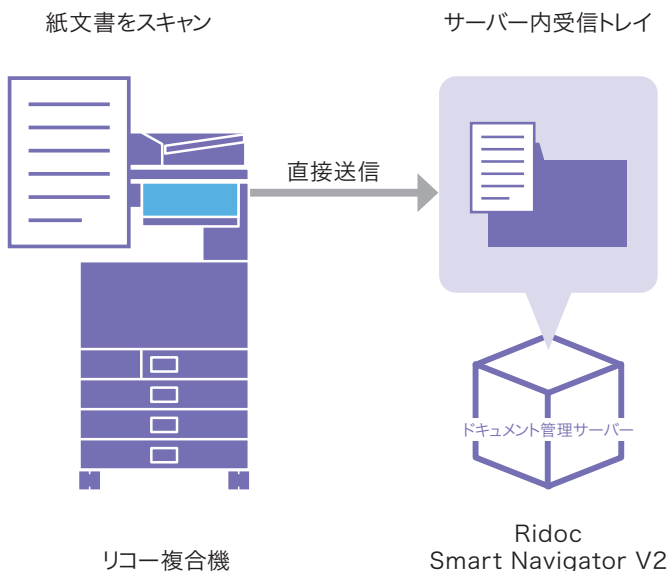 紙文書をスキャン
サーバー内受信トレイ
直接送信
ドキュメント管理サーバー
リコー複合機
Ridoc
Smart Navigator V2